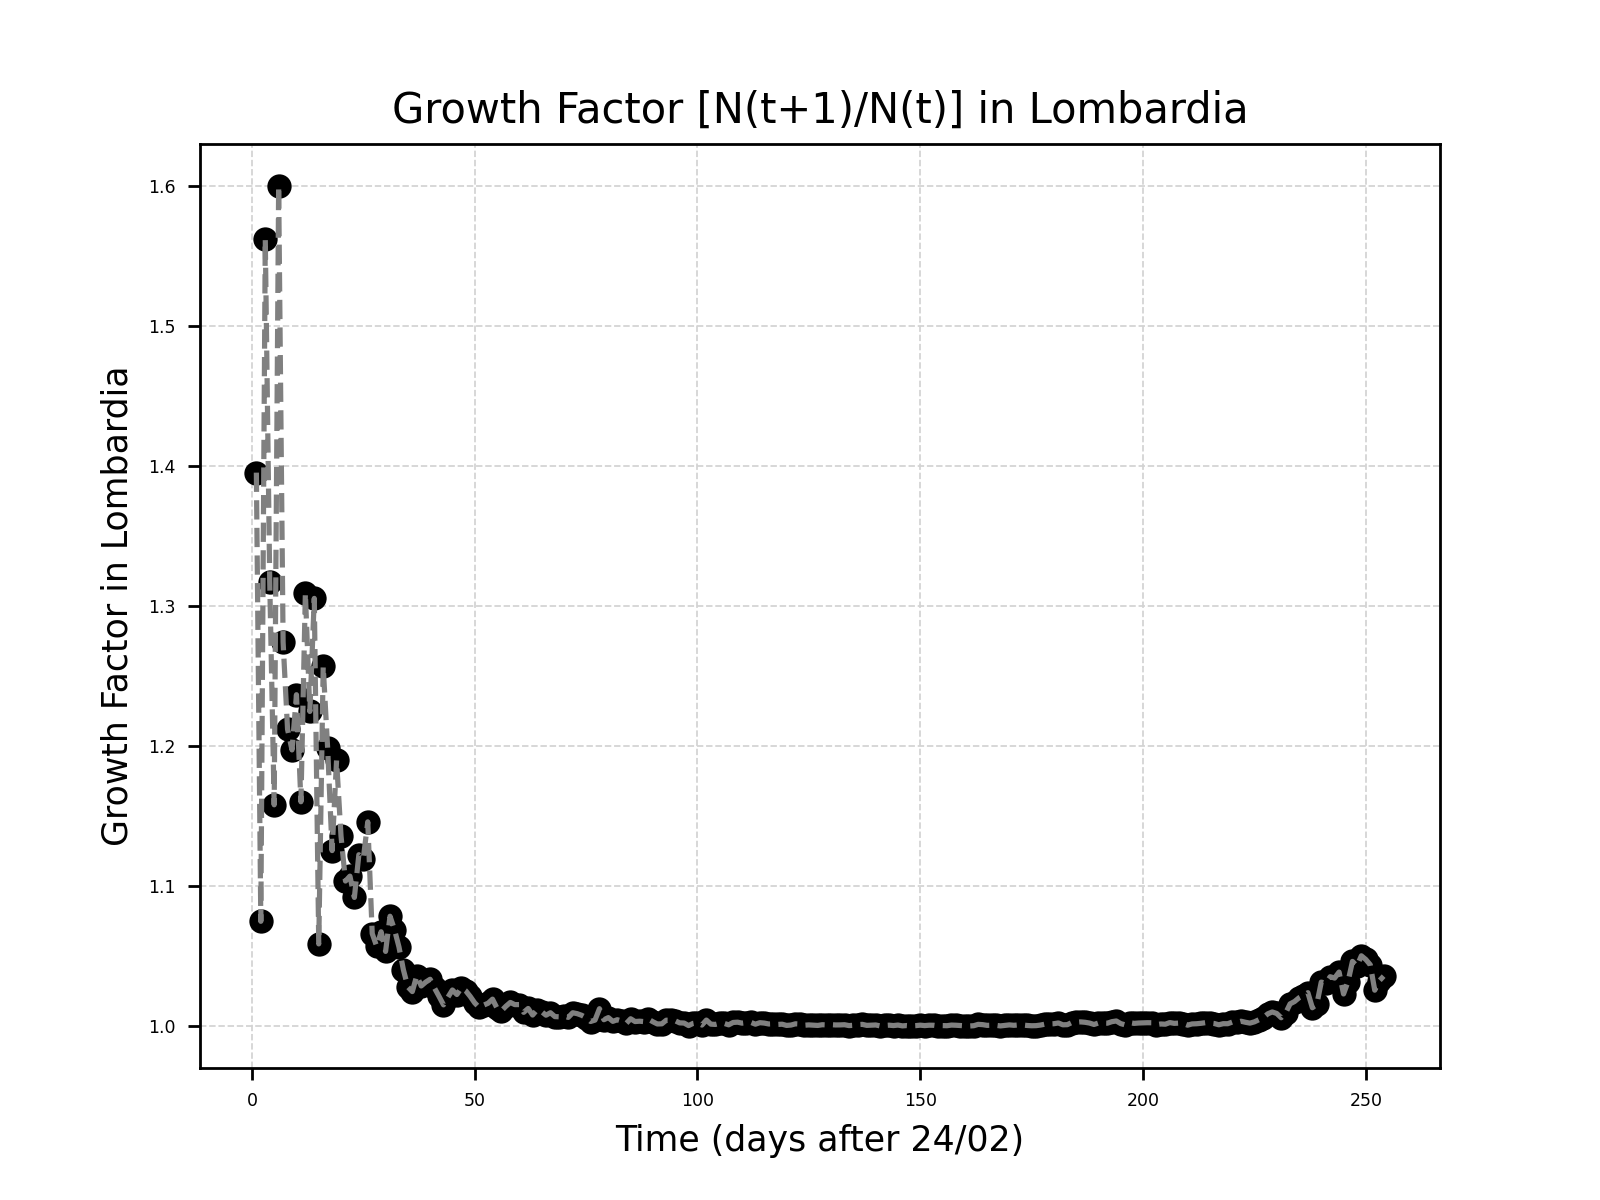 Growth Factor [N(t+1)/N(t)] in Lombardia
Growth Factor in Lombardia
1.6
1.5
1.4
1.3
1.2
1.1
1.0
0 50 100 150 200 250
Time (days after 24/02)